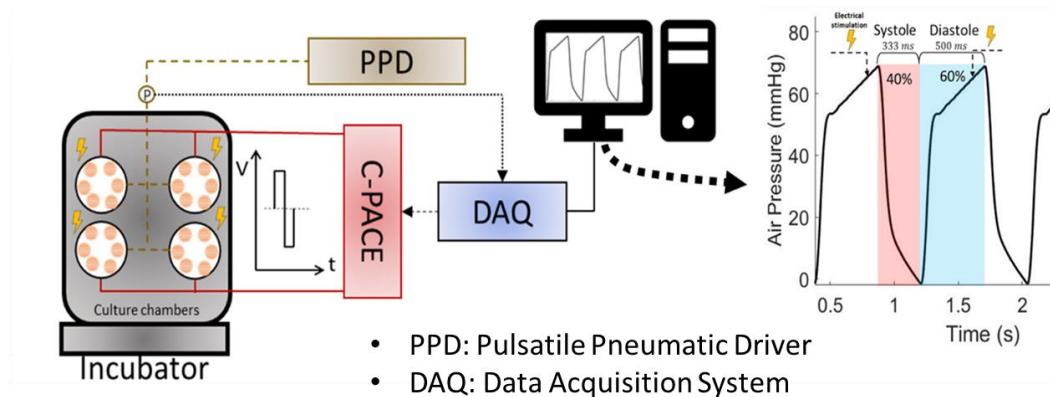 PPD
P
V
t
C-PACE
DAQ
Culture chambers
Incubator
Electrical
stimulation
Systole
333 ms
Diastole
500 ms
40%
60%
80
60
40
20
0
Air Pressure (mmHg)
0.5
1
1.5
2
Time (s)
• PPD: Pulsatile Pneumatic Driver
• DAQ: Data Acquisition System